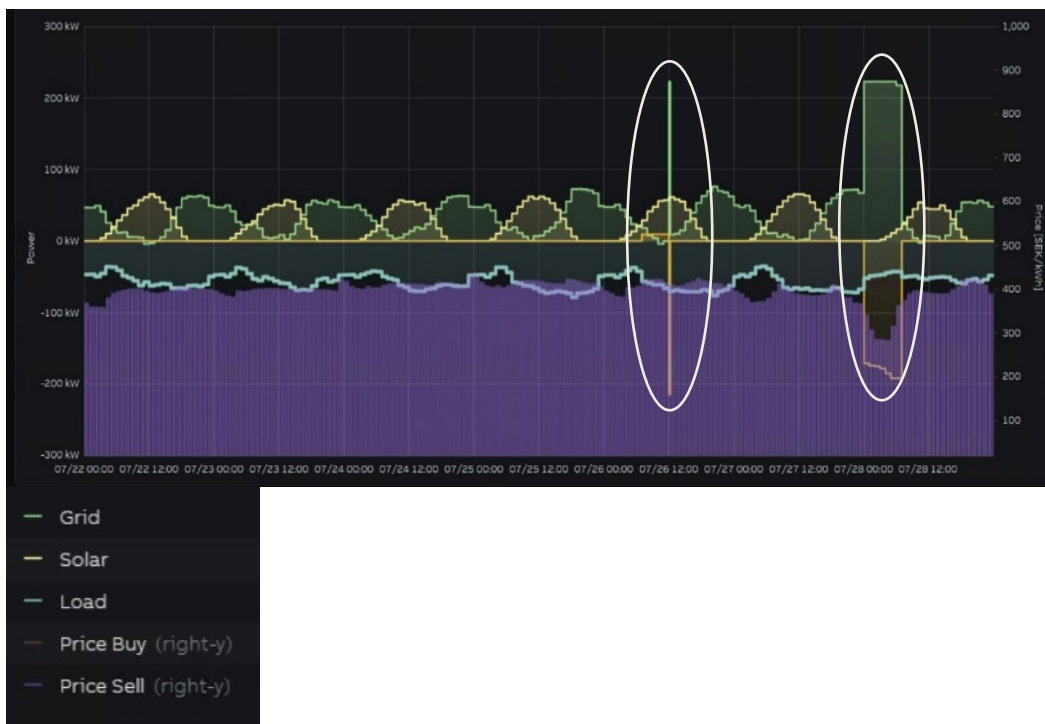 300 kW
200 kW
100 kW
0 kW
-100 kW
-200 kW
-300 kW
Power
1,000
900
800
700
600
500
400
300
200
100
Price [SEK/kWh]
07/22 00:00 07/22 12:00 07/23 00:00 07/23 12:00 07/24 00:00 07/24 12:00 07/25 00:00 07/25 12:00 07/26 00:00 07/26 12:00 07/27 00:00 07/27 12:00 07/28 00:00 07/28 12:00
Grid
Solar
Load
Price Buy (right-y)
Price Sell (right-y)